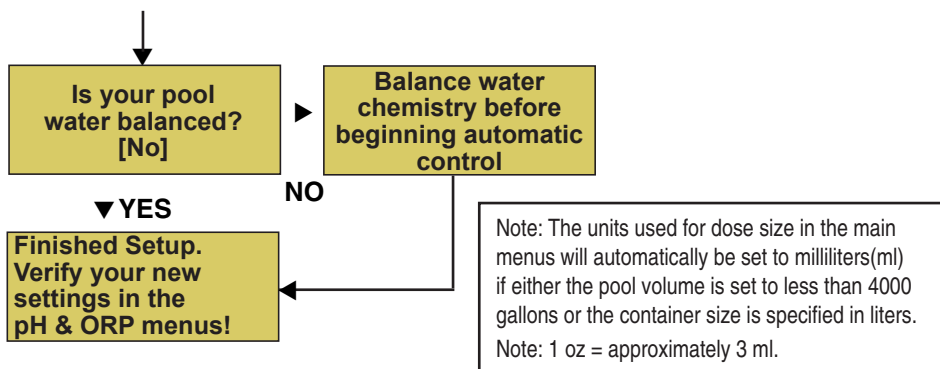 Is your pool
water balanced?
[No]
Balance water
chemistry before
beginning automatic
control
NO
YES
Finished Setup.
Verify your new
settings in the
pH & ORP menus!
Note: The units used for dose size in the main
menus will automatically be set to milliliters(ml)
if either the pool volume is set to less than 4000
gallons or the container size is specified in liters.
Note: 1 oz = approximately 3 ml.